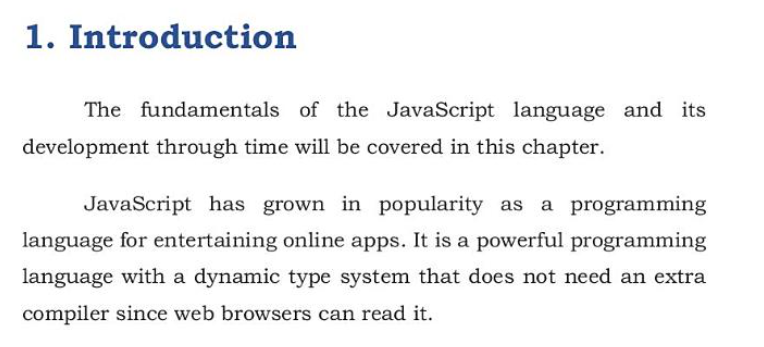 1. Introduction
The fundamentals of the JavaScript language and its
development through time will be covered in this chapter.
JavaScript has grown in popularity as a programming
language for entertaining online apps. It is a powerful programming
language with a dynamic type system that does not need an extra
compiler since web browsers can read it.